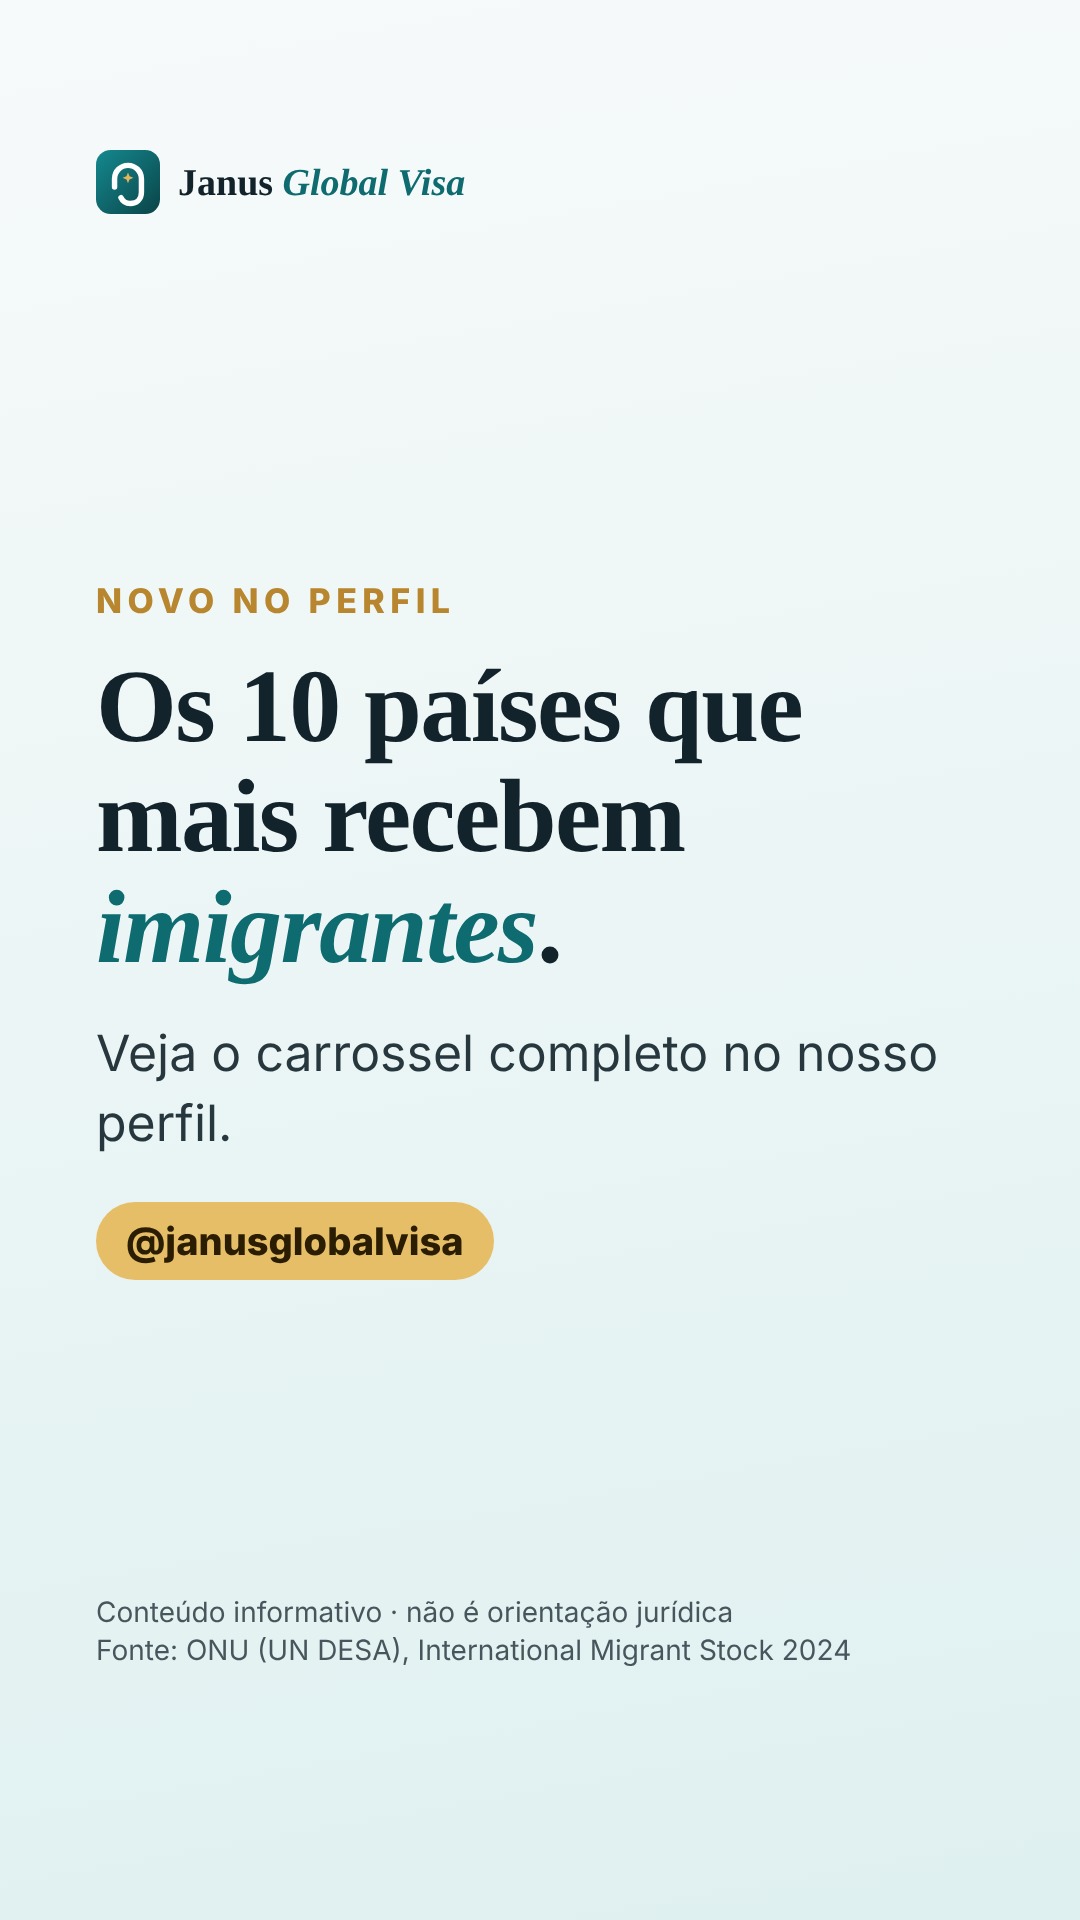 Janus Global Visa
NOVO NO PERFIL
Os 10 países que
mais recebem
imigrantes.
Veja o carrossel completo no nosso
perfil.
@janusglobalvisa
Conteúdo informativo · não é orientação jurídica
Fonte: ONU (UN DESA), International Migrant Stock 2024